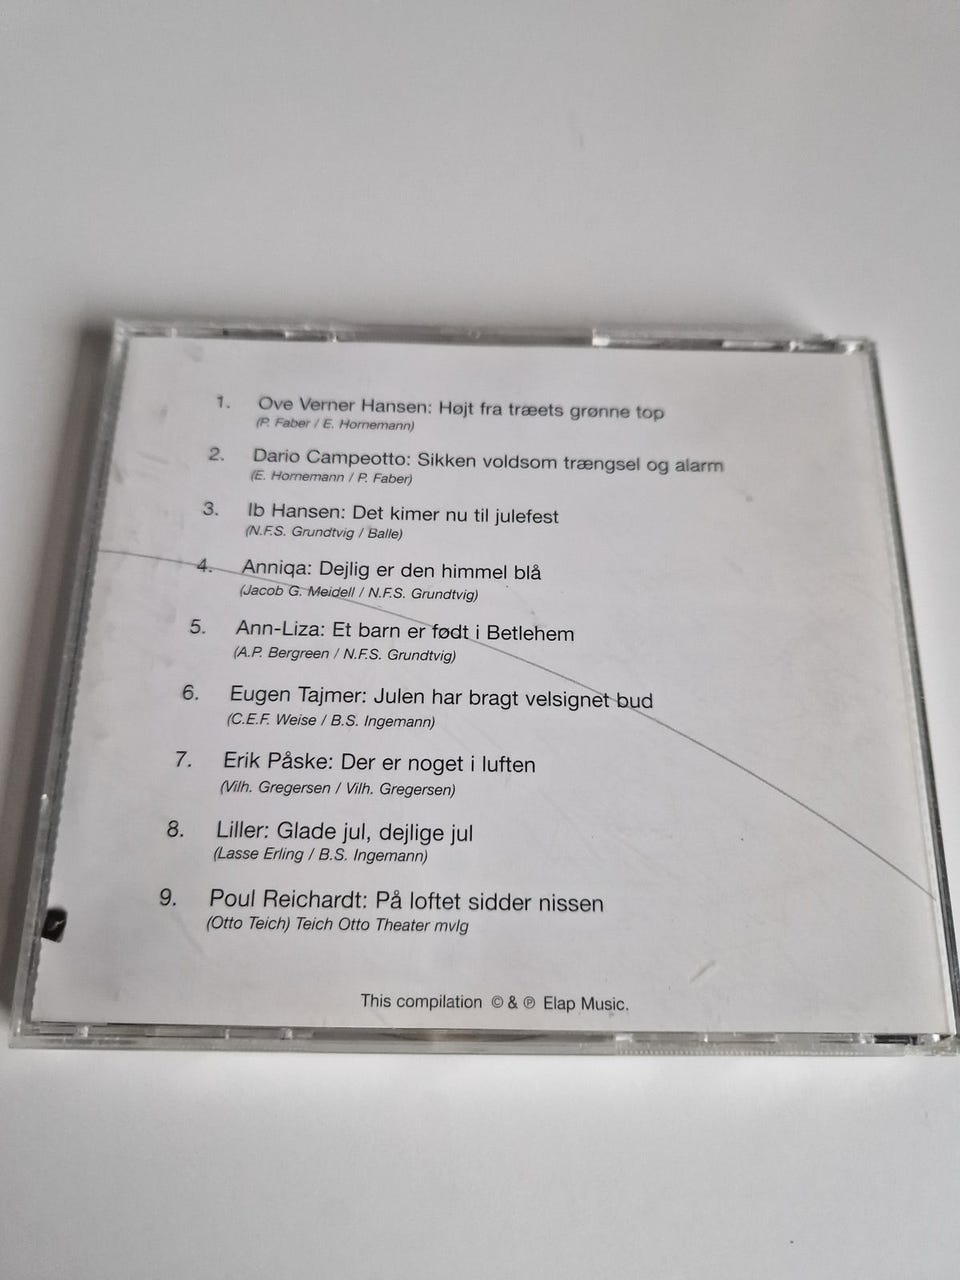 1. Ove Verner Hansen: Højt fra træets grønne top
(P. Faber / E. Hornemann)
2. Dario Campeotto: Sikken voldsom trængsel og alarm
(E. Hornemann / P. Faber)
3. Ib Hansen: Det kimer nu til julefest
(N.F.S. Grundtvig / Balle)
4. Anniqa: Dejlig er den himmel blå
(Jacob G. Meidell / N.F.S. Grundtvig)
5. Ann-Liza: Et barn er født i Betlehem
(A.P. Bergreen / N.F.S. Grundtvig)
6. Eugen Tajmer: Julen har bragt velsignet bud
(C.E.F. Weise / B.S. Ingemann)
7. Erik Påske: Der er noget i luften
(Vilh. Gregersen / Vilh. Gregersen)
8. Liller: Glade jul, dejlige jul
(Lasse Erling / B.S. Ingemann)
9. Poul Reichardt: På loftet sidder nissen
(Otto Teich) Teich Otto Theater mvlg
This compilation © & ℗ Elap Music.